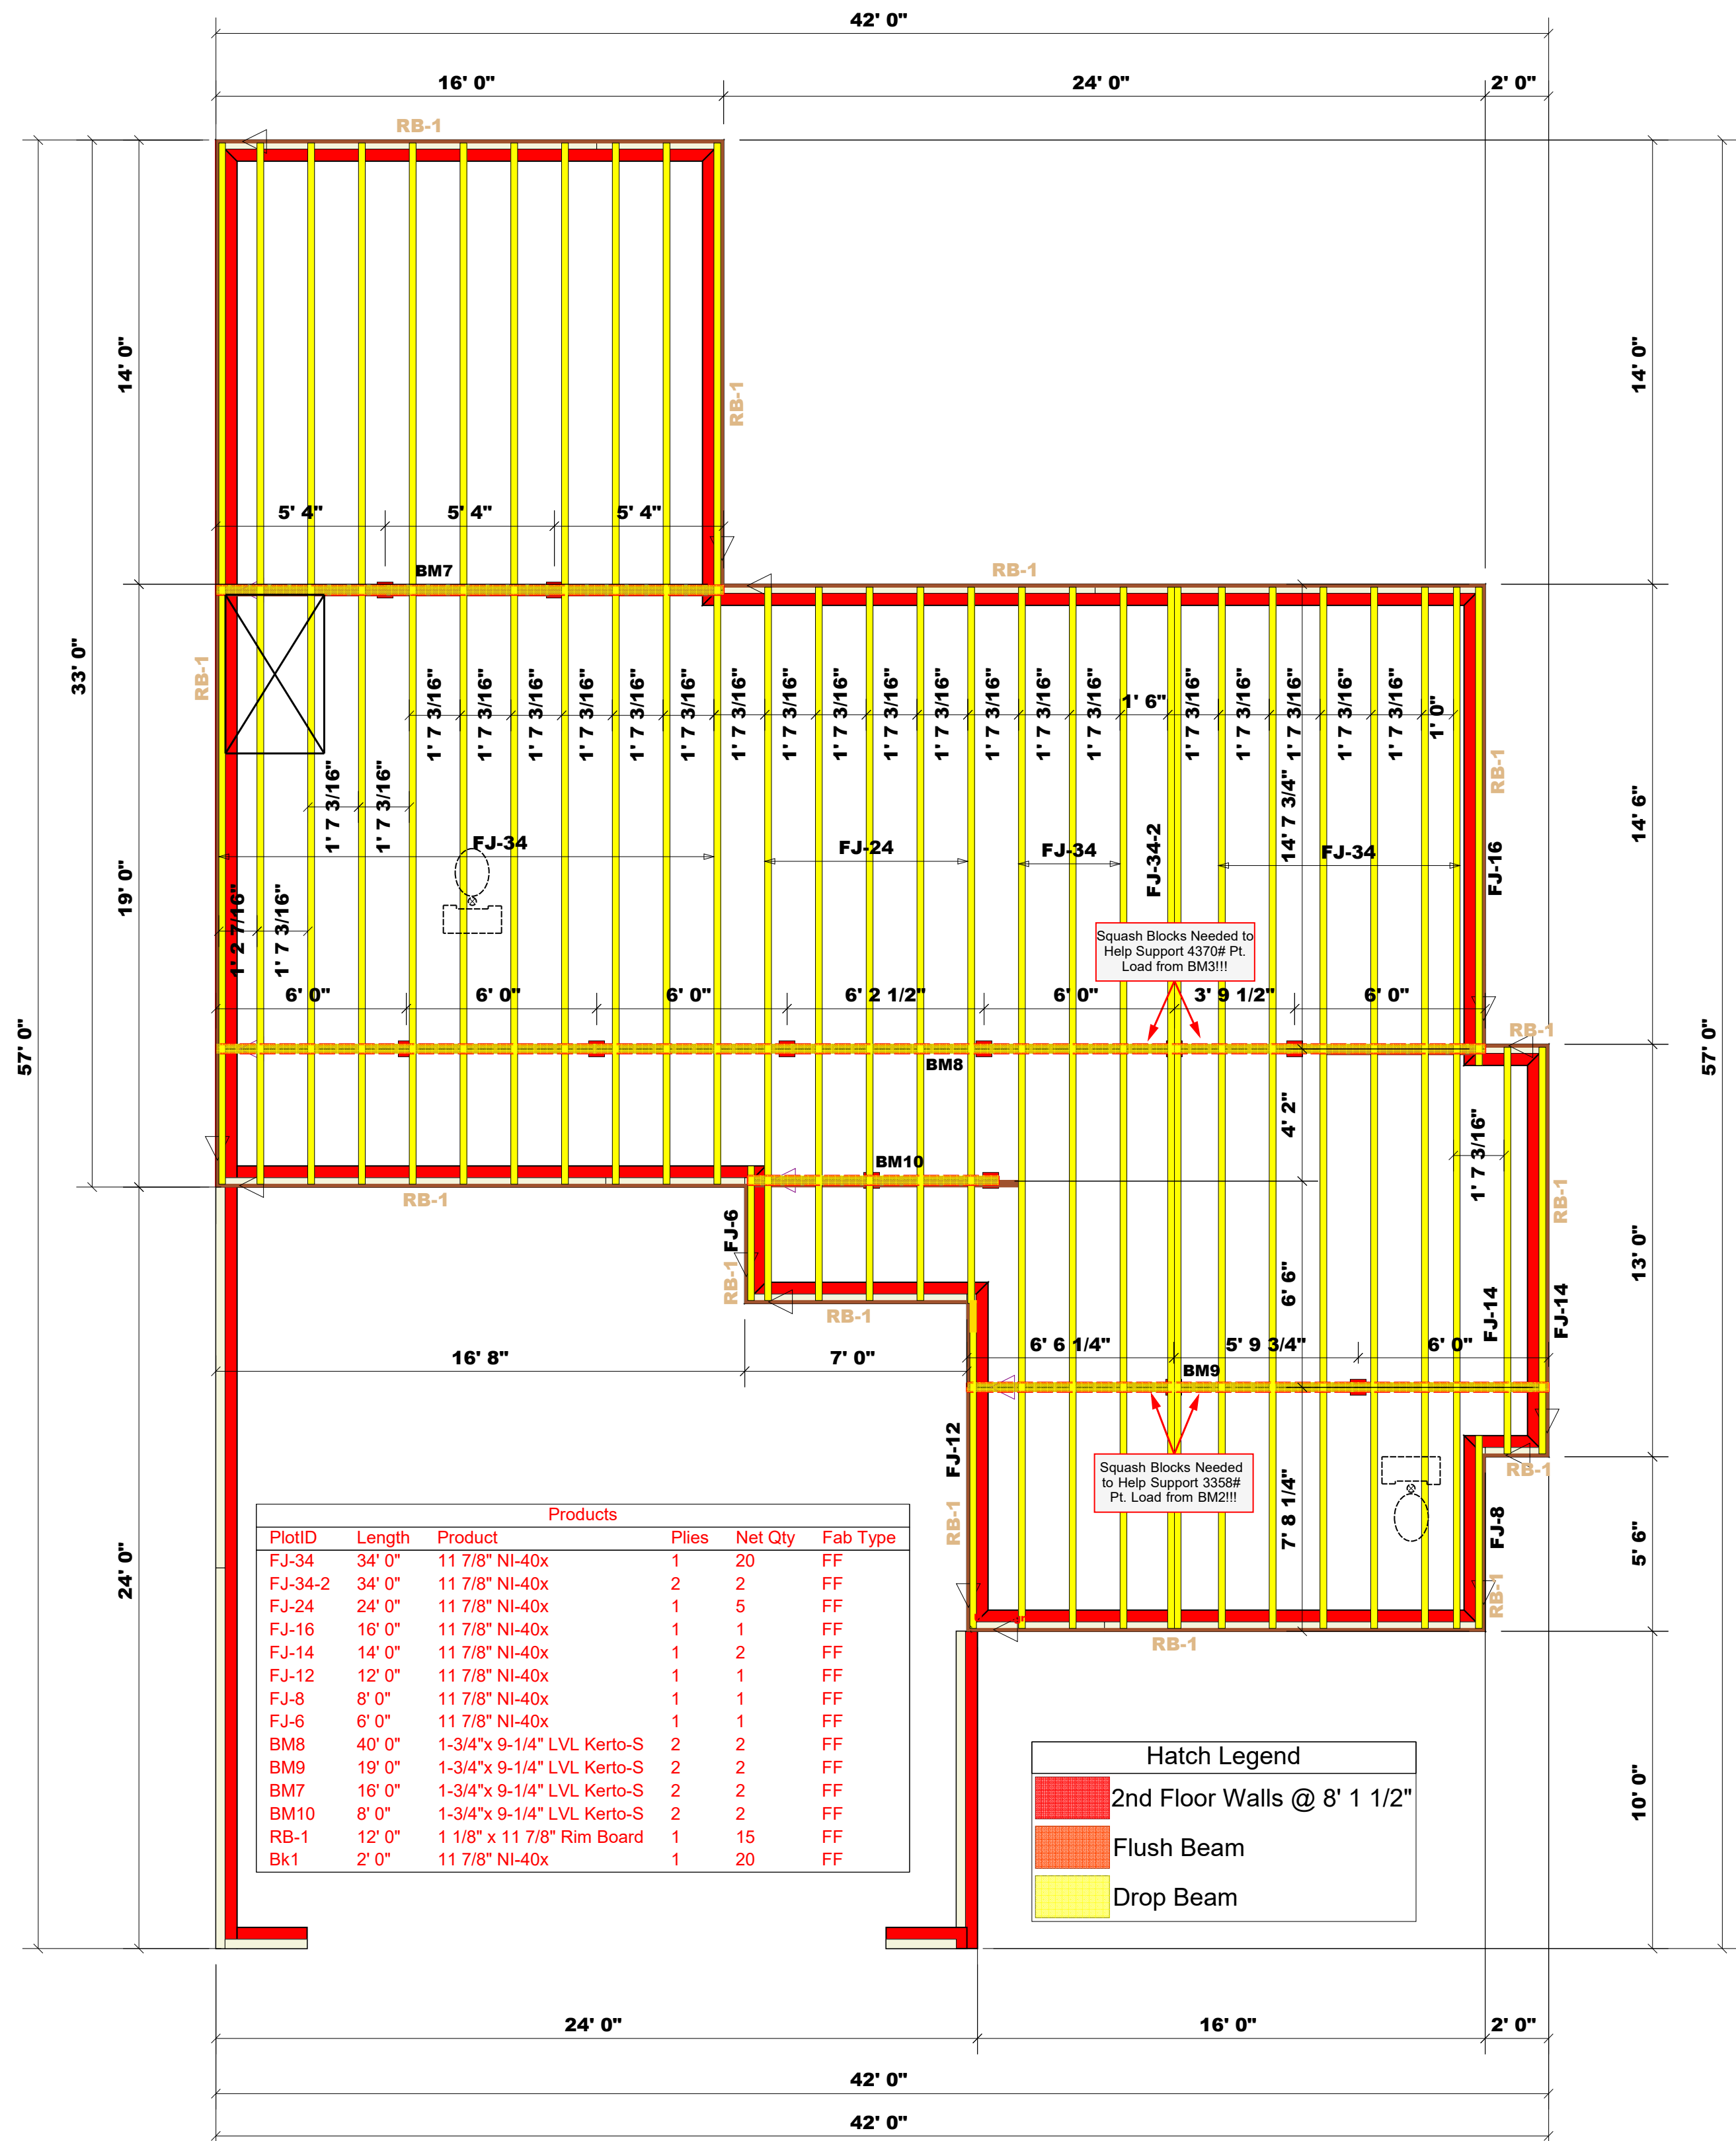 42' 0"
16' 0"
24' 0"
2' 0"
RB-1
14' 0"
14' 0"
33' 0"
RB-1
5' 4"
5' 4"
5' 4"
BM7
RB-1
RB-1
1' 7 3/16"
1' 7 3/16"
1' 7 3/16"
1' 7 3/16"
1' 7 3/16"
1' 7 3/16"
1' 7 3/16"
1' 7 3/16"
1' 7 3/16"
1' 7 3/16"
1' 7 3/16"
1' 7 3/16"
1' 7 3/16"
1' 7 3/16"
1' 6"
1' 7 3/16"
1' 7 3/16"
1' 7 3/16"
1' 7 3/16"
1' 7 3/16"
1' 0"
RB-1
14' 6"
1' 7 3/16"
1' 7 3/16"
14' 7 3/4"
FJ-34
FJ-24
FJ-34
FJ-34-2
FJ-34
FJ-16
19' 0"
1' 2 7/16"
1' 7 3/16"
Squash Blocks Needed to
Help Support 4370# Pt.
Load from BM3!!!
6' 0"
6' 0"
6' 0"
6' 2 1/2"
6' 0"
3' 9 1/2"
6' 0"
57' 0"
57' 0"
RB-1
BM8
4' 2"
1' 7 3/16"
BM10
RB-1
RB-1
FJ-6
RB-1
RB-1
6' 6"
13' 0"
FJ-14
FJ-14
16' 8"
7' 0"
6' 6 1/4"
5' 9 3/4"
6' 0"
BM9
FJ-12
RB-1
Squash Blocks Needed
to Help Support 3358#
Pt. Load from BM2!!!
RB-1
7' 8 1/4"
FJ-8
5' 6"
RB-1
RB-1
24' 0"
Products
PlotID Length Product Plies Net Qty Fab Type
FJ-34 34' 0" 11 7/8" NI-40x 1 20 FF
FJ-34-2 34' 0" 11 7/8" NI-40x 2 2 FF
FJ-24 24' 0" 11 7/8" NI-40x 1 5 FF
FJ-16 16' 0" 11 7/8" NI-40x 1 1 FF
FJ-14 14' 0" 11 7/8" NI-40x 1 2 FF
FJ-12 12' 0" 11 7/8" NI-40x 1 1 FF
FJ-8 8' 0" 11 7/8" NI-40x 1 1 FF
FJ-6 6' 0" 11 7/8" NI-40x 1 1 FF
BM8 40' 0" 1-3/4"x 9-1/4" LVL Kerto-S 2 2 FF
BM9 19' 0" 1-3/4"x 9-1/4" LVL Kerto-S 2 2 FF
BM7 16' 0" 1-3/4"x 9-1/4" LVL Kerto-S 2 2 FF
BM10 8' 0" 1-3/4"x 9-1/4" LVL Kerto-S 2 2 FF
RB-1 12' 0" 1 1/8" x 11 7/8" Rim Board 1 15 FF
Bk1 2' 0" 11 7/8" NI-40x 1 20 FF
Hatch Legend
2nd Floor Walls @ 8' 1 1/2"
Flush Beam
Drop Beam
10' 0"
24' 0"
16' 0"
2' 0"
42' 0"
42' 0"